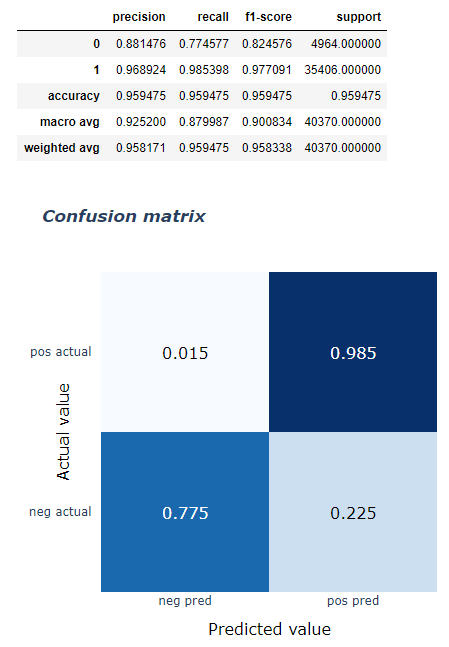 precision recall f1-score support
0 0.881476 0.774577 0.824576 4964.000000
1 0.968924 0.985398 0.977091 35406.000000
accuracy 0.959475 0.959475 0.959475 0.959475
macro avg 0.925200 0.879987 0.900834 40370.000000
weighted avg 0.958171 0.959475 0.958338 40370.000000
Confusion matrix
pos actual 0.015 0.985
Actual value
neg actual 0.775 0.225
neg pred pos pred
Predicted value